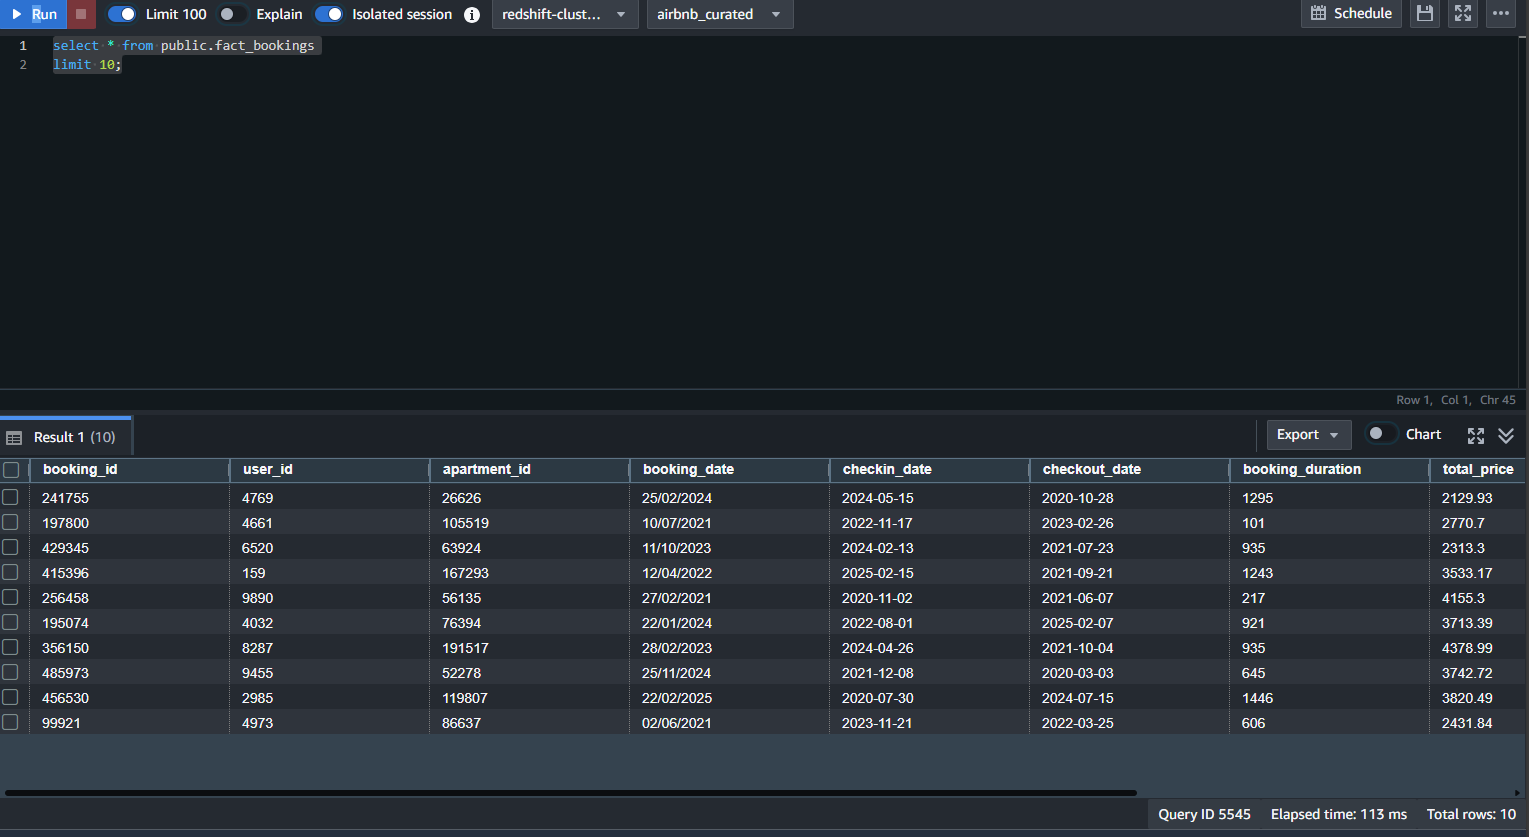 Run Limit 100 Explain Isolated session redshift-clust... airbnb_curated Schedule
1 select * from public.fact_bookings
2 limit 10;
Row 1, Col 1, Chr 45
Result 1 (10) Export Chart
booking_id user_id apartment_id booking_date checkin_date checkout_date booking_duration total_price
241755 4769 26626 25/02/2024 2024-05-15 2020-10-28 1295 2129.93
197800 4661 105519 10/07/2021 2022-11-17 2023-02-26 101 2770.7
429345 6520 63924 11/10/2023 2024-02-13 2021-07-23 935 2313.3
415396 159 167293 12/04/2022 2025-02-15 2021-09-21 1243 3533.17
256458 9890 56135 27/02/2021 2020-11-02 2021-06-07 217 4155.3
195074 4032 76394 22/01/2024 2022-08-01 2025-02-07 921 3713.39
356150 8287 191517 28/02/2023 2024-04-26 2021-10-04 935 4378.99
485973 9455 52278 25/11/2024 2021-12-08 2020-03-03 645 3742.72
456530 2985 119807 22/02/2025 2020-07-30 2024-07-15 1446 3820.49
99921 4973 86637 02/06/2021 2023-11-21 2022-03-25 606 2431.84
Query ID 5545 Elapsed time: 113 ms Total rows: 10